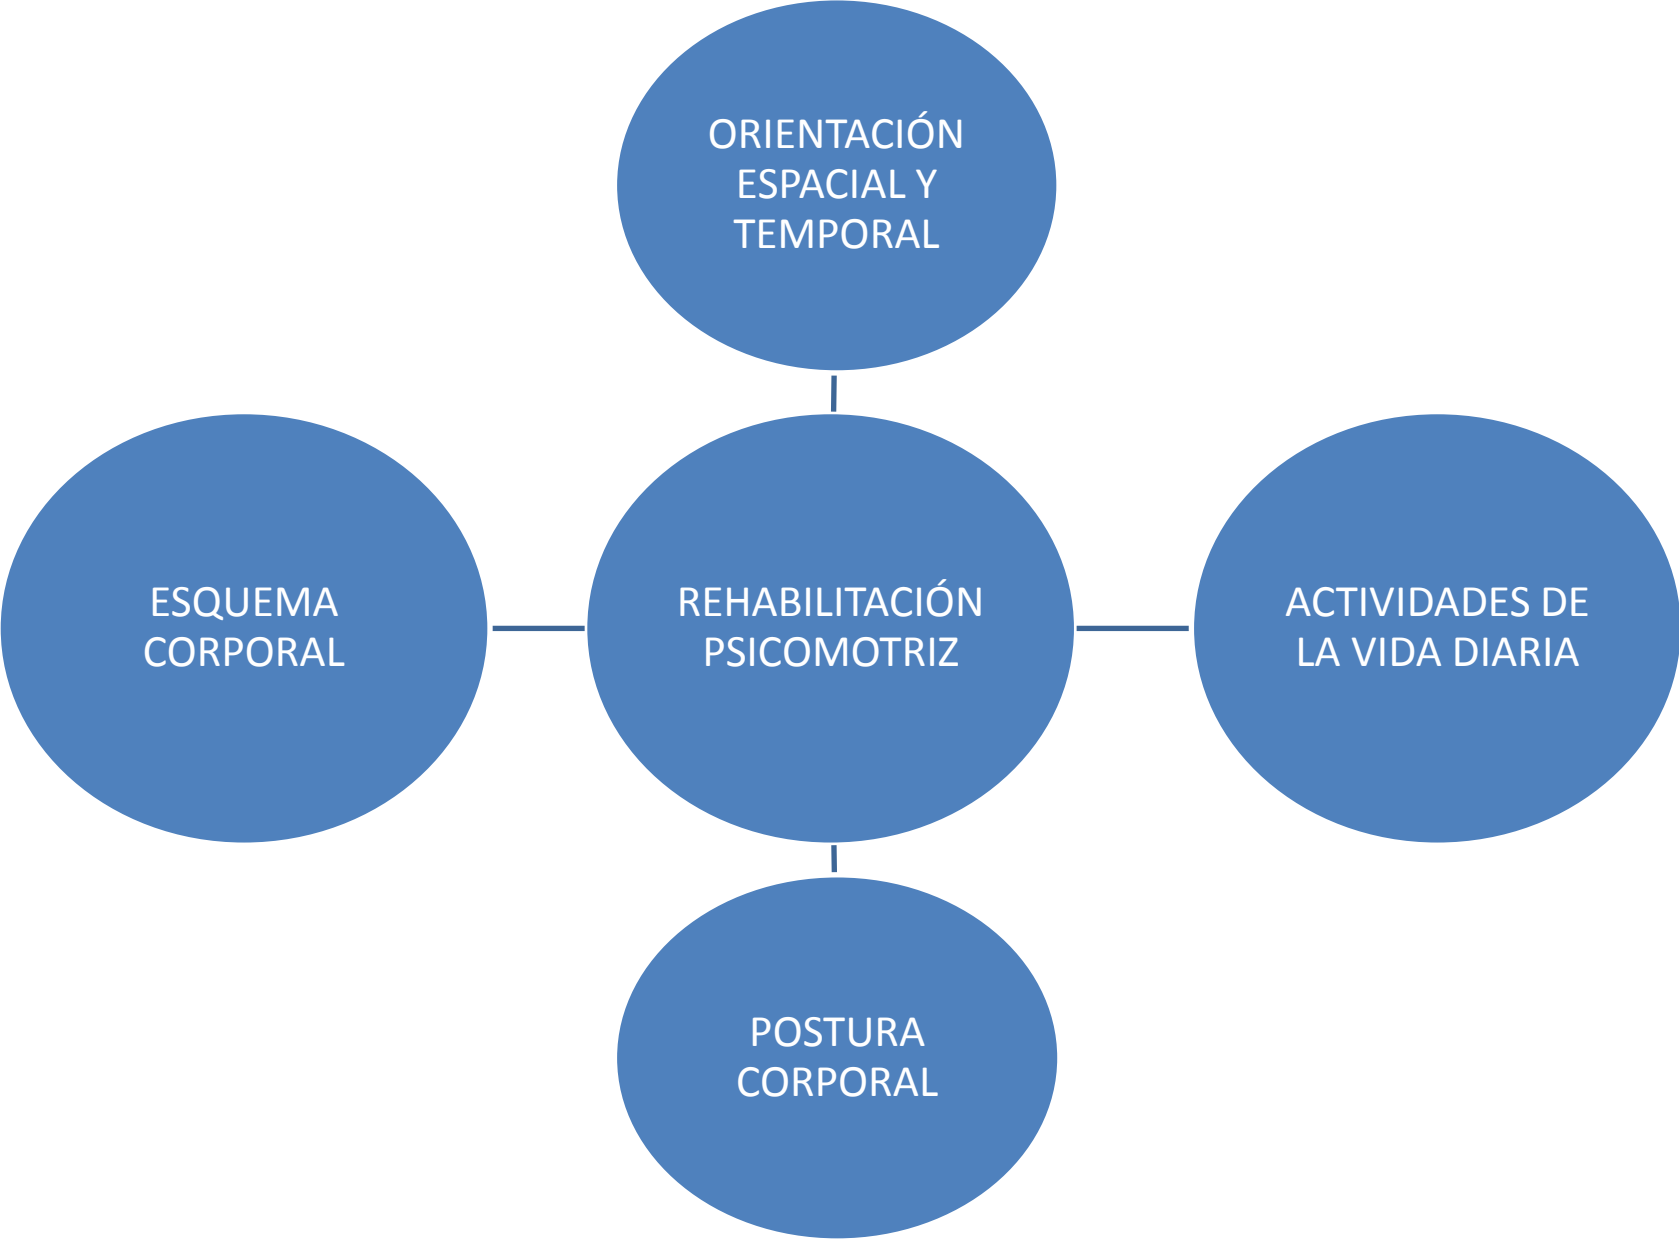 ORIENTACIÓN
ESPACIAL Y
TEMPORAL
ESQUEMA
CORPORAL
REHABILITACIÓN
PSICOMOTRIZ
ACTIVIDADES DE
LA VIDA DIARIA
POSTURA
CORPORAL